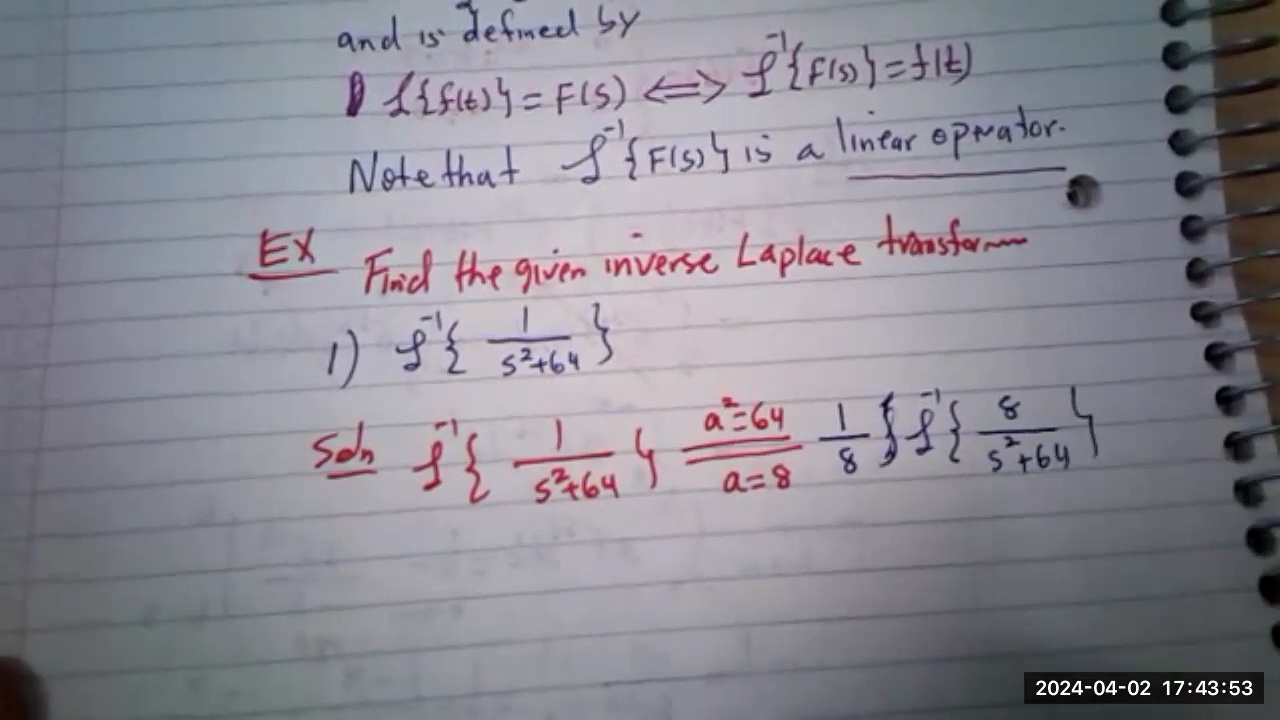 and is defined by
ℒ{f(t)} = F(s) ⟺ ℒ⁻¹{F(s)} = f(t)
Note that ℒ⁻¹{F(s)} is a linear operator.
EX Find the given inverse Laplace transform
1) ℒ⁻¹{ 1/(s²+64) }
Soln ℒ⁻¹{ 1/(s²+64) } a²=64 a=8 = 1/8 ℒ⁻¹{ 8/(s²+64) }
2024-04-02 17:43:53